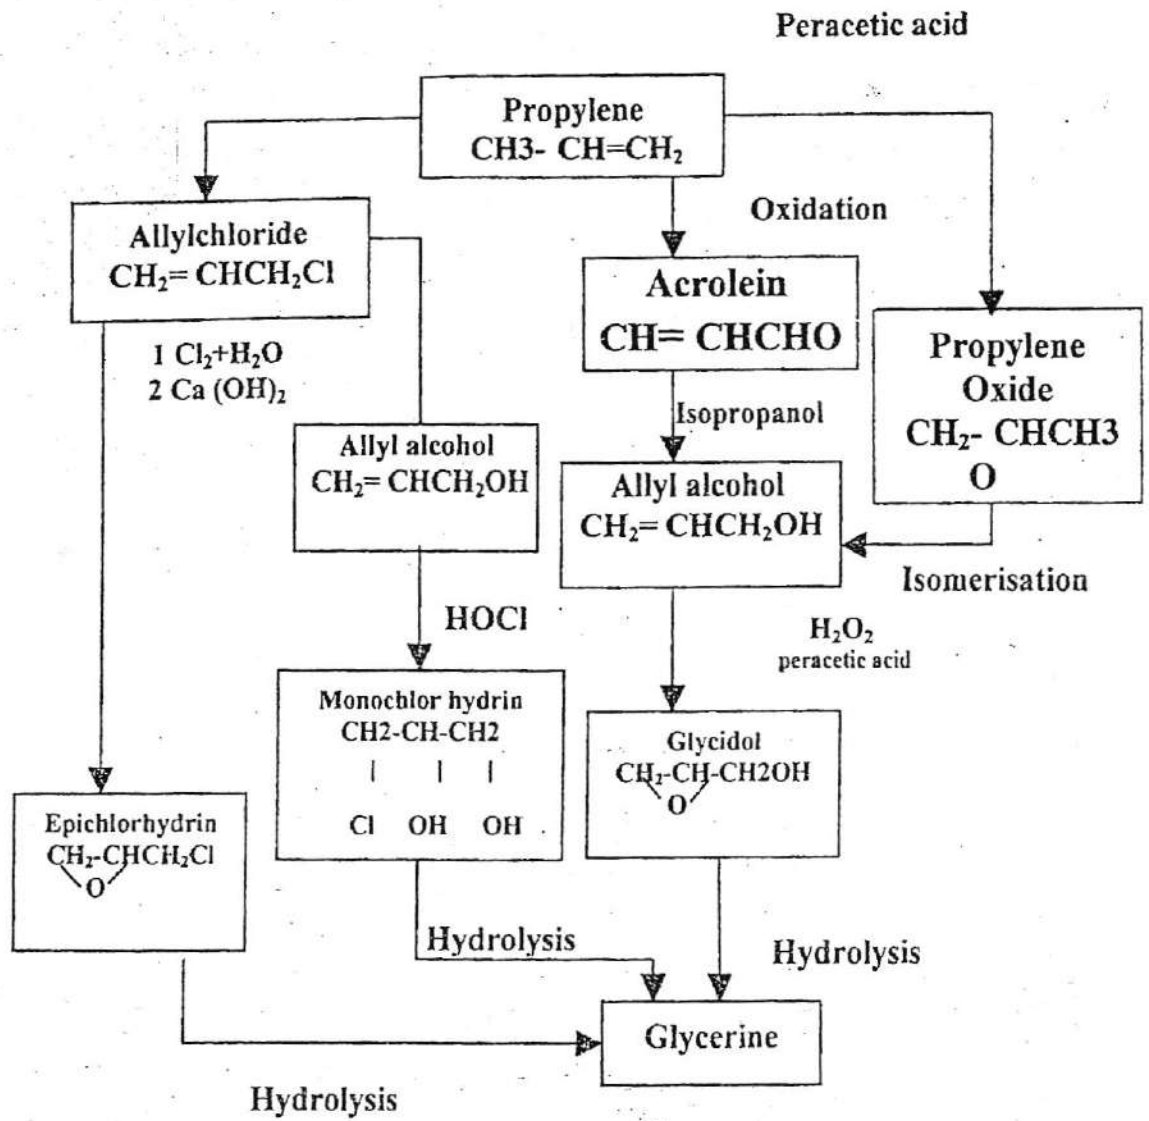 Peracetic acid
Propylene
CH3- CH=CH₂
Oxidation
Allylchloride
CH₂= CHCH₂Cl
Acrolein
CH= CHCHO
Propylene
Oxide
CH₂- CHCH3
O
1 Cl₂+H₂O
2 Ca (OH)₂
Isopropanol
Allyl alcohol
CH₂= CHCH₂OH
Allyl alcohol
CH₂= CHCH₂OH
Isomerisation
HOCl
H₂O₂
peracetic acid
Monochlor hydrin
CH2-CH-CH2
| | |
Cl OH OH
Glycidol
CH₂-CH-CH2OH
O
Epichlorhydrin
CH₂-CHCH₂Cl
O
Hydrolysis
Hydrolysis
Glycerine
Hydrolysis